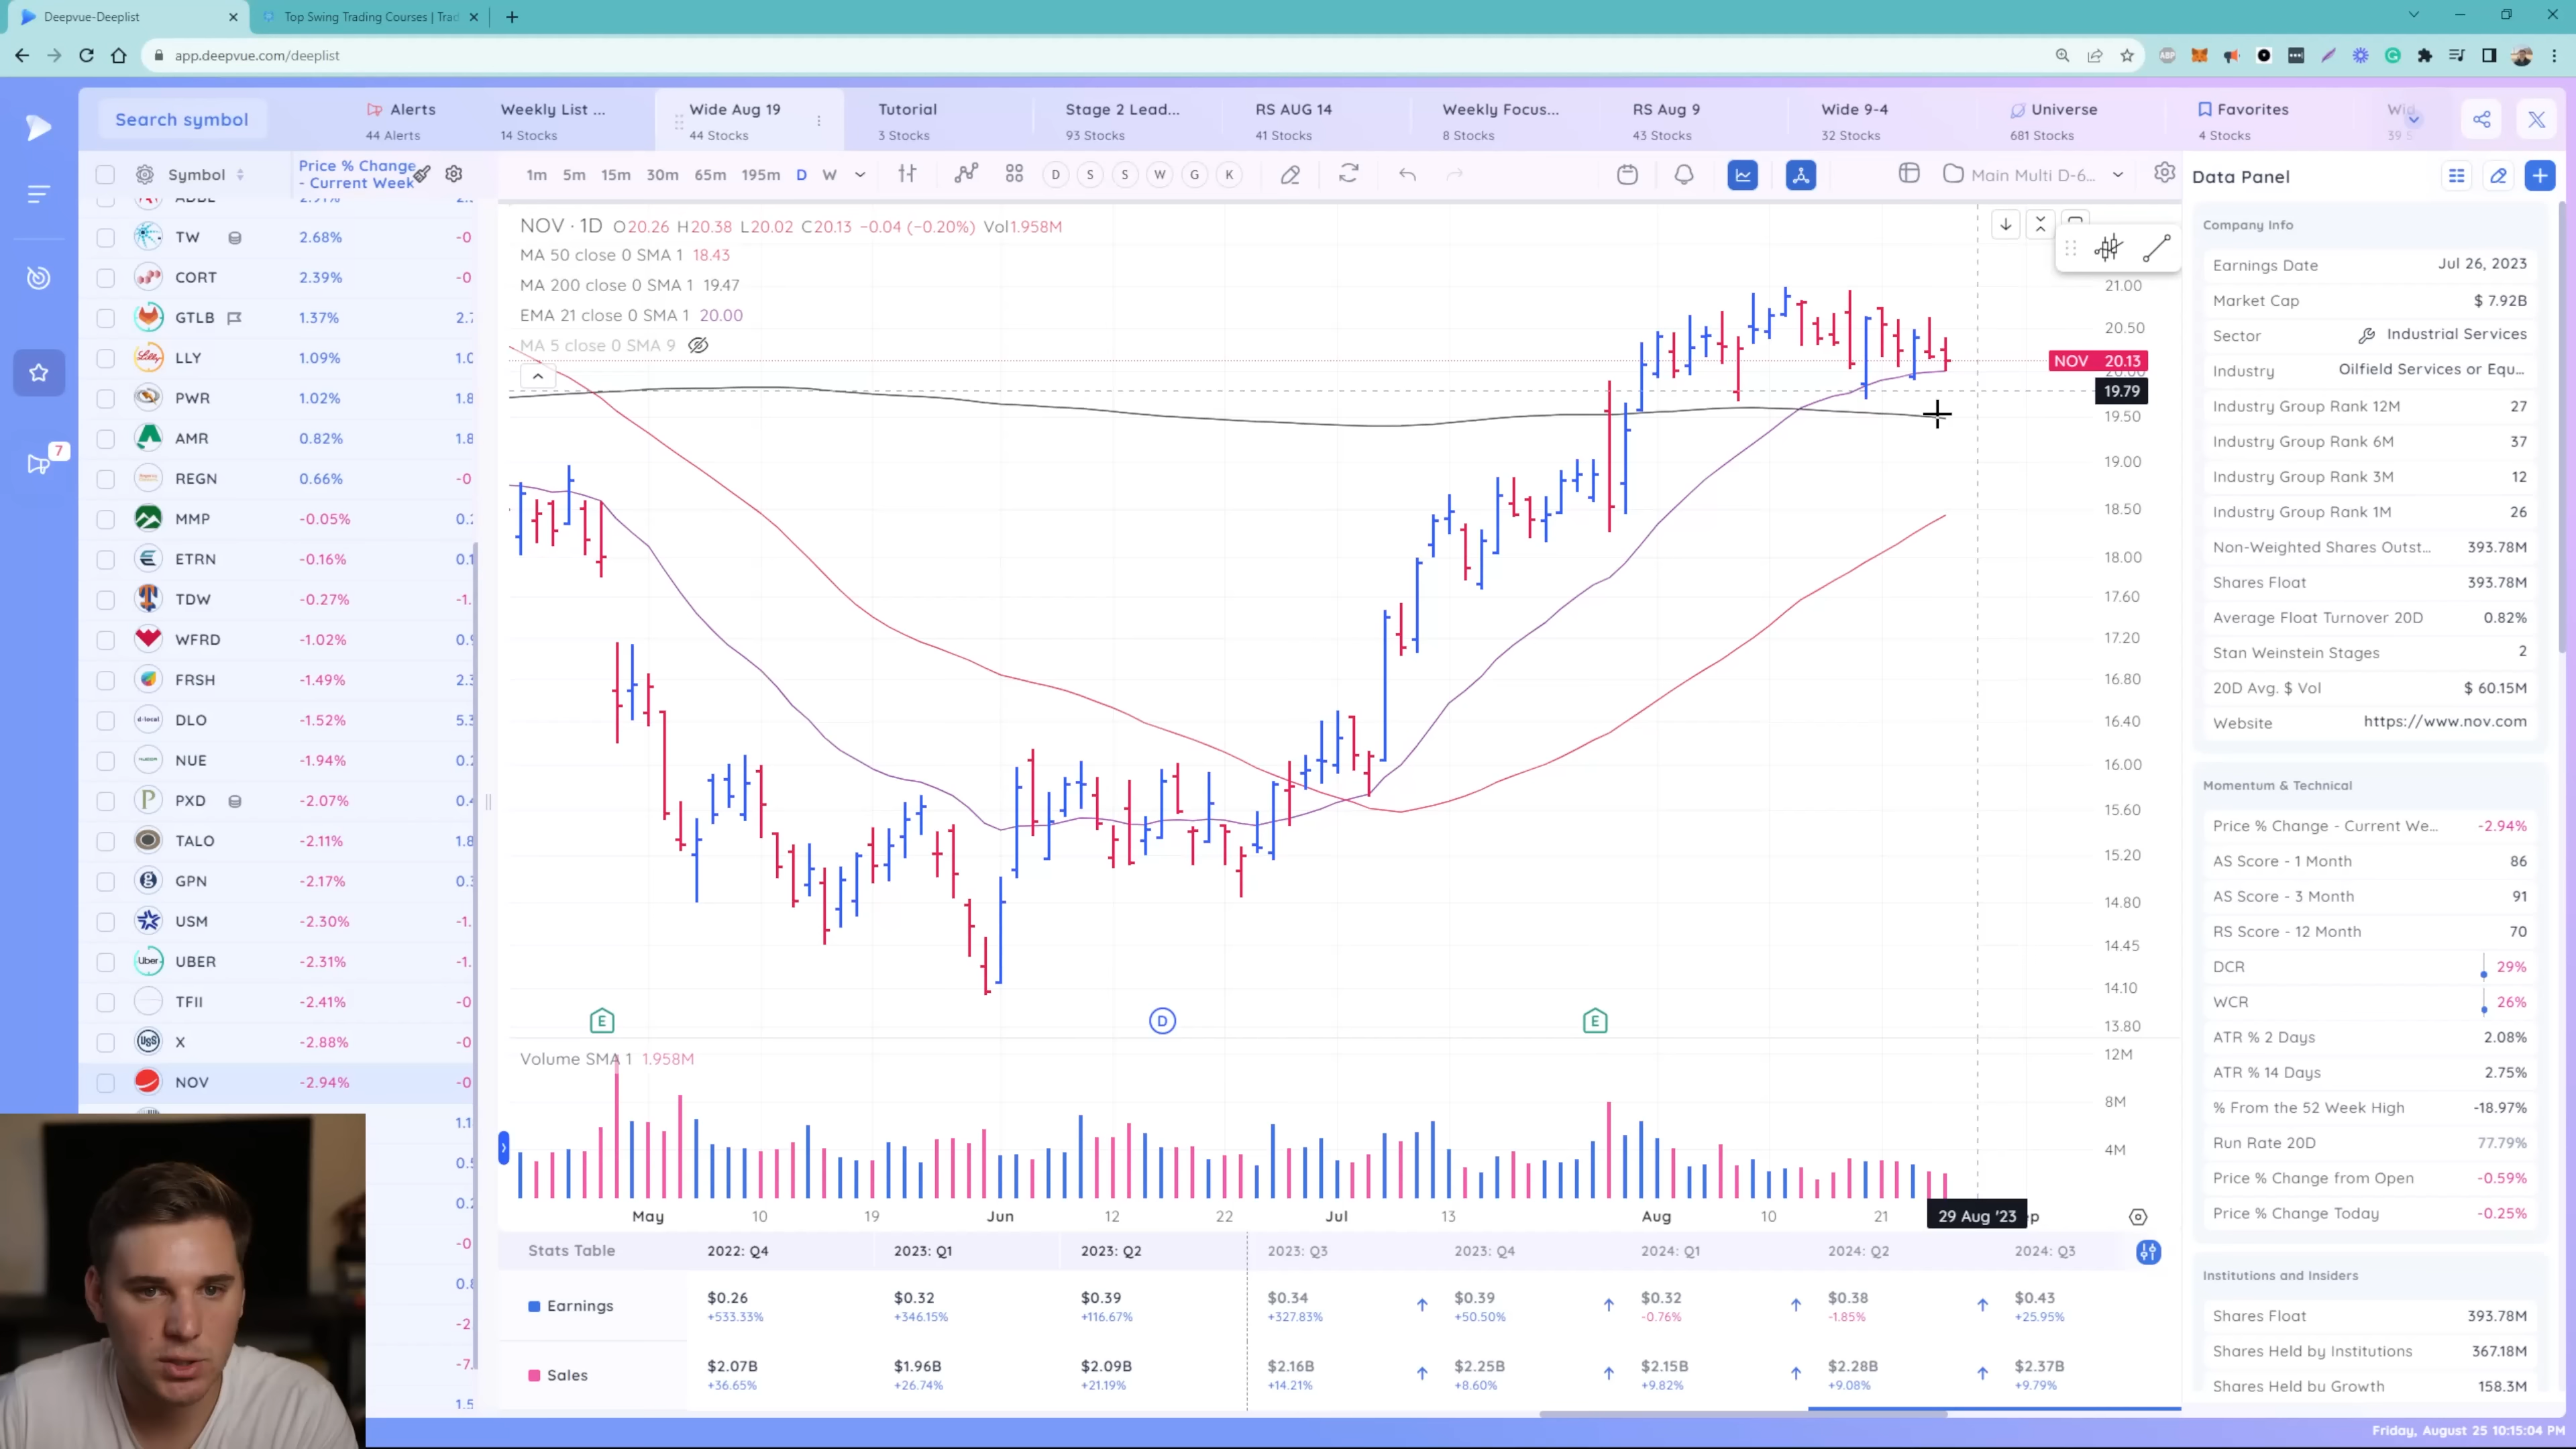 Deepvue-Deeplist
Top Swing Trading Courses | Trad
app.deepvue.com/deeplist
Search symbol
Alerts
44 Alerts
Weekly List ...
14 Stocks
Wide Aug 19
44 Stocks
Tutorial
3 Stocks
Stage 2 Lead...
93 Stocks
RS AUG 14
41 Stocks
Weekly Focus...
8 Stocks
RS Aug 9
43 Stocks
Wide 9-4
32 Stocks
Universe
681 Stocks
Favorites
4 Stocks
Symbol
Price % Change
- Current Week
1m 5m 15m 30m 65m 195m D W
D S S W G K
Main Multi D-6...
Data Panel
TW 2.68%
CORT 2.39%
GTLB 1.37%
LLY 1.09%
PWR 1.02%
AMR 0.82%
REGN 0.66%
MMP -0.05%
ETRN -0.16%
TDW -0.27%
WFRD -1.02%
FRSH -1.49%
DLO -1.52%
NUE -1.94%
PXD -2.07%
TALO -2.11%
GPN -2.17%
USM -2.30%
UBER -2.31%
TFII -2.41%
X -2.88%
NOV -2.94%
7
NOV · 1D O20.26 H20.38 L20.02 C20.13 −0.04 (−0.20%) Vol1.958M
MA 50 close 0 SMA 1 18.43
MA 200 close 0 SMA 1 19.47
EMA 21 close 0 SMA 1 20.00
MA 5 close 0 SMA 9
21.00
20.50
NOV 20.13
20.00
19.79
19.50
19.00
18.50
18.00
17.60
17.20
16.80
16.40
16.00
15.60
15.20
14.80
14.45
14.10
13.80
E
D
E
Volume SMA 1 1.958M
12M
8M
4M
May 10 19 Jun 12 22 Jul 13 Aug 10 21 29 Aug '23
Stats Table 2022: Q4 2023: Q1 2023: Q2 2023: Q3 2023: Q4 2024: Q1 2024: Q2 2024: Q3
Earnings $0.26 $0.32 $0.39 $0.34 $0.39 $0.32 $0.38 $0.43
+533.33% +346.15% +116.67% +327.83% +50.50% -0.76% -1.85% +25.95%
Sales $2.07B $1.96B $2.09B $2.16B $2.25B $2.15B $2.28B $2.37B
+36.65% +26.74% +21.19% +14.21% +8.60% +9.82% +9.08% +9.79%
Company Info
Earnings Date Jul 26, 2023
Market Cap $ 7.92B
Sector Industrial Services
Industry Oilfield Services or Equ...
Industry Group Rank 12M 27
Industry Group Rank 6M 37
Industry Group Rank 3M 12
Industry Group Rank 1M 26
Non-Weighted Shares Outst... 393.78M
Shares Float 393.78M
Average Float Turnover 20D 0.82%
Stan Weinstein Stages 2
20D Avg. $ Vol $ 60.15M
Website https://www.nov.com
Momentum & Technical
Price % Change - Current We... -2.94%
AS Score - 1 Month 86
AS Score - 3 Month 91
RS Score - 12 Month 70
DCR 29%
WCR 26%
ATR % 2 Days 2.08%
ATR % 14 Days 2.75%
% From the 52 Week High -18.97%
Run Rate 20D 77.79%
Price % Change from Open -0.59%
Price % Change Today -0.25%
Institutions and Insiders
Shares Float 393.78M
Shares Held by Institutions 367.18M
Shares Held by Growth 158.3M
Friday, August 25 10:15:04 PM